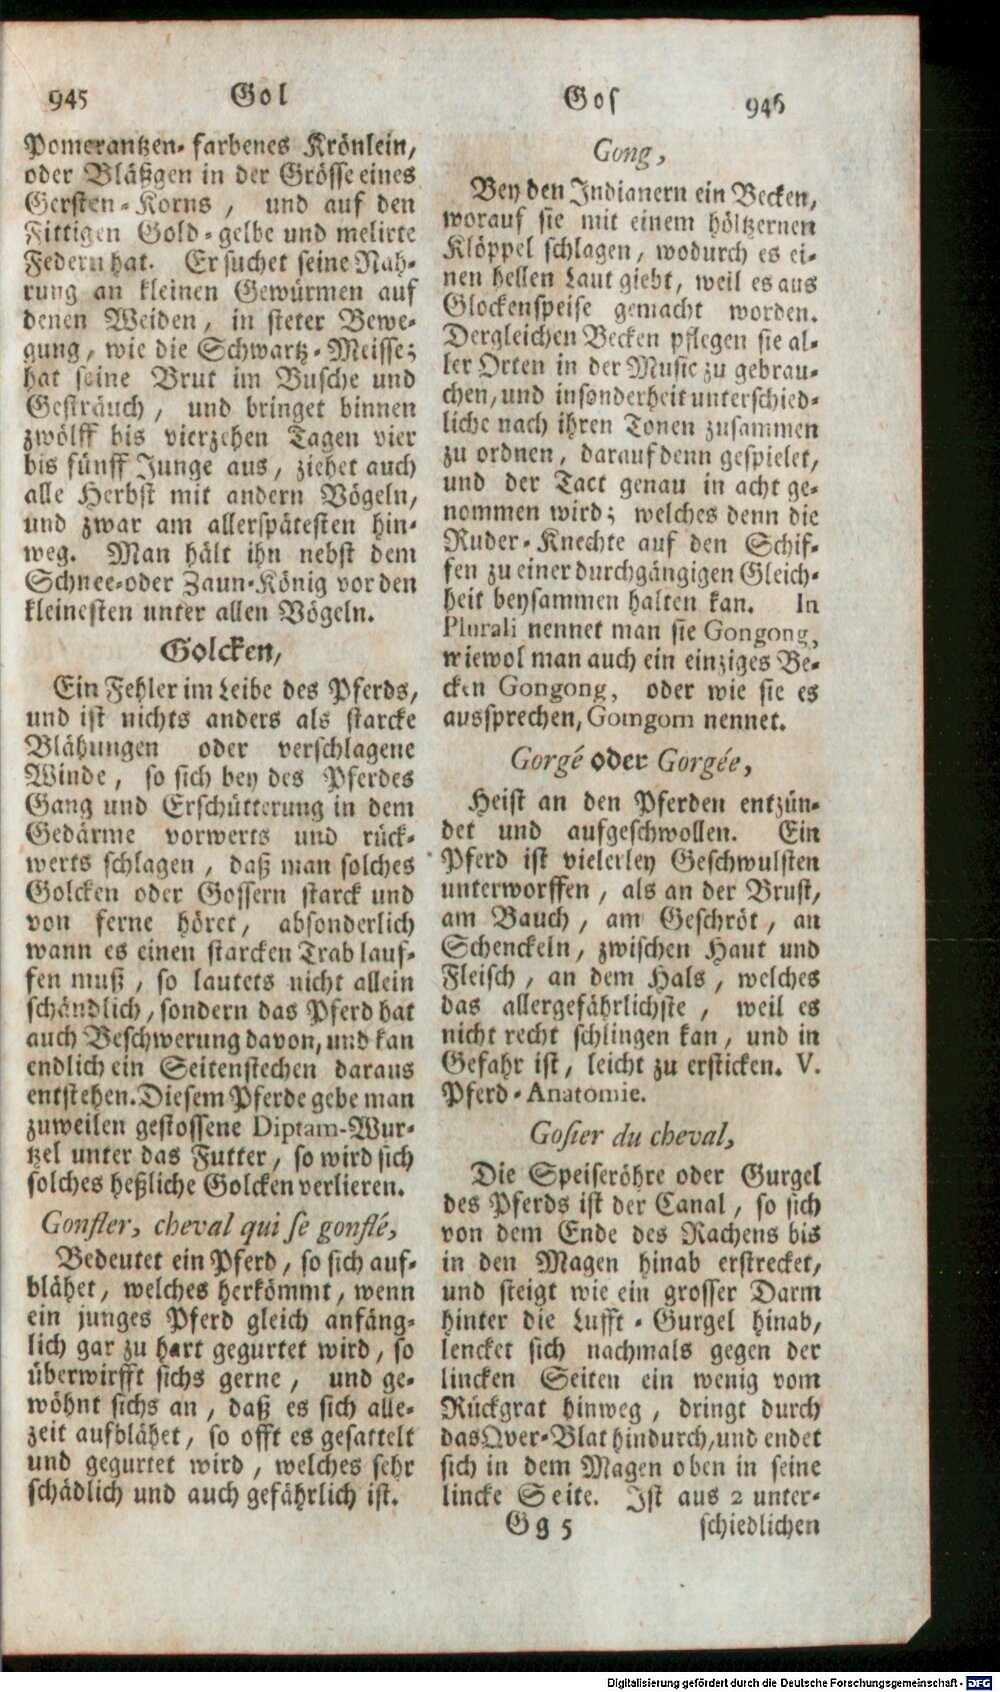 945 Gol
Pomerantzen-farbenes Krönlein,
oder Bläßgen in der Grösse eines
Gersten-Korns, und auf den
Fittigen Gold-gelbe und melirte
Federn hat. Er suchet seine Nah-
rung an kleinen Gewürmen auf
denen Weiden, in steter Bewe-
gung, wie die Schwartz-Meisse;
hat seine Brut im Busche und
Gesträuch, und bringet binnen
zwölff bis vierzehen Tagen vier
bis fünff Junge aus, ziehet auch
alle Herbst mit andern Vögeln,
und zwar am allerspätesten hin-
weg. Man hält ihn nebst dem
Schnee-oder Zaun-König vor den
kleinesten unter allen Vögeln.
Golcken,
Ein Fehler im Leibe des Pferds,
und ist nichts anders als starcke
Blähungen oder verschlagene
Winde, so sich bey des Pferdes
Gang und Erschütterung in dem
Gedärme vorwerts und rück-
werts schlagen, daß man solches
Golcken oder Gossern starck und
von ferne höret, absonderlich
wann es einen starcken Trab lauf-
fen muß, so lautets nicht allein
schändlich, sondern das Pferd hat
auch Beschwerung davon, und kan
endlich ein Seitenstechen daraus
entstehen. Diesem Pferde gebe man
zuweilen gestossene Diptam-Wur-
tzel unter das Futter, so wird sich
solches heßliche Golcken verlieren.
Gonfler, cheval qui se gonflé,
Bedeutet ein Pferd, so sich auf-
blähet, welches herkömmt, wenn
ein junges Pferd gleich anfäng-
lich gar zu hart gegurtet wird, so
überwirfft sichs gerne, und ge-
wöhnt sichs an, daß es sich alle-
zeit aufblähet, so offt es gesattelt
und gegurtet wird, welches sehr
schädlich und auch gefährlich ist.
Gos 946
Gong,
Bey den Indianern ein Becken,
worauf sie mit einem höltzernen
Klöppel schlagen, wodurch es ei-
nen hellen Laut giebt, weil es aus
Glockenspeise gemacht worden.
Dergleichen Becken pflegen sie al-
ler Orten in der Music zu gebrau-
chen, und insonderheit unterschied-
liche nach ihren Tonen zusammen
zu ordnen, darauf denn gespielet,
und der Tact genau in acht ge-
nommen wird; welches denn die
Ruder-Knechte auf den Schif-
fen zu einer durchgängigen Gleich-
heit beysammen halten kan. In
Plurali nennet man sie Gongong,
wiewol man auch ein einziges Be-
cken Gongong, oder wie sie es
aussprechen, Gomgom nennet.
Gorgé oder Gorgée,
Heist an den Pferden entzün-
det und aufgeschwollen. Ein
Pferd ist vielerley Geschwulsten
unterworffen, als an der Brust,
am Bauch, am Geschröt, an
Schenckeln, zwischen Haut und
Fleisch, an dem Hals, welches
das allergefährlichste, weil es
nicht recht schlingen kan, und in
Gefahr ist, leicht zu ersticken. V.
Pferd-Anatomie.
Gosier du cheval,
Die Speiseröhre oder Gurgel
des Pferds ist der Canal, so sich
von dem Ende des Rachens bis
in den Magen hinab erstrecket,
und steigt wie ein grosser Darm
hinter die Lufft-Gurgel hinab,
lencket sich nachmals gegen der
lincken Seiten ein wenig vom
Rückgrat hinweg, dringt durch
das Qver-Blat hindurch, und endet
sich in dem Magen oben in seine
lincke Seite. Ist aus 2 unter-
Gg 5 schiedlichen
Digitalisierung gefördert durch die Deutsche Forschungsgemeinschaft - DFG